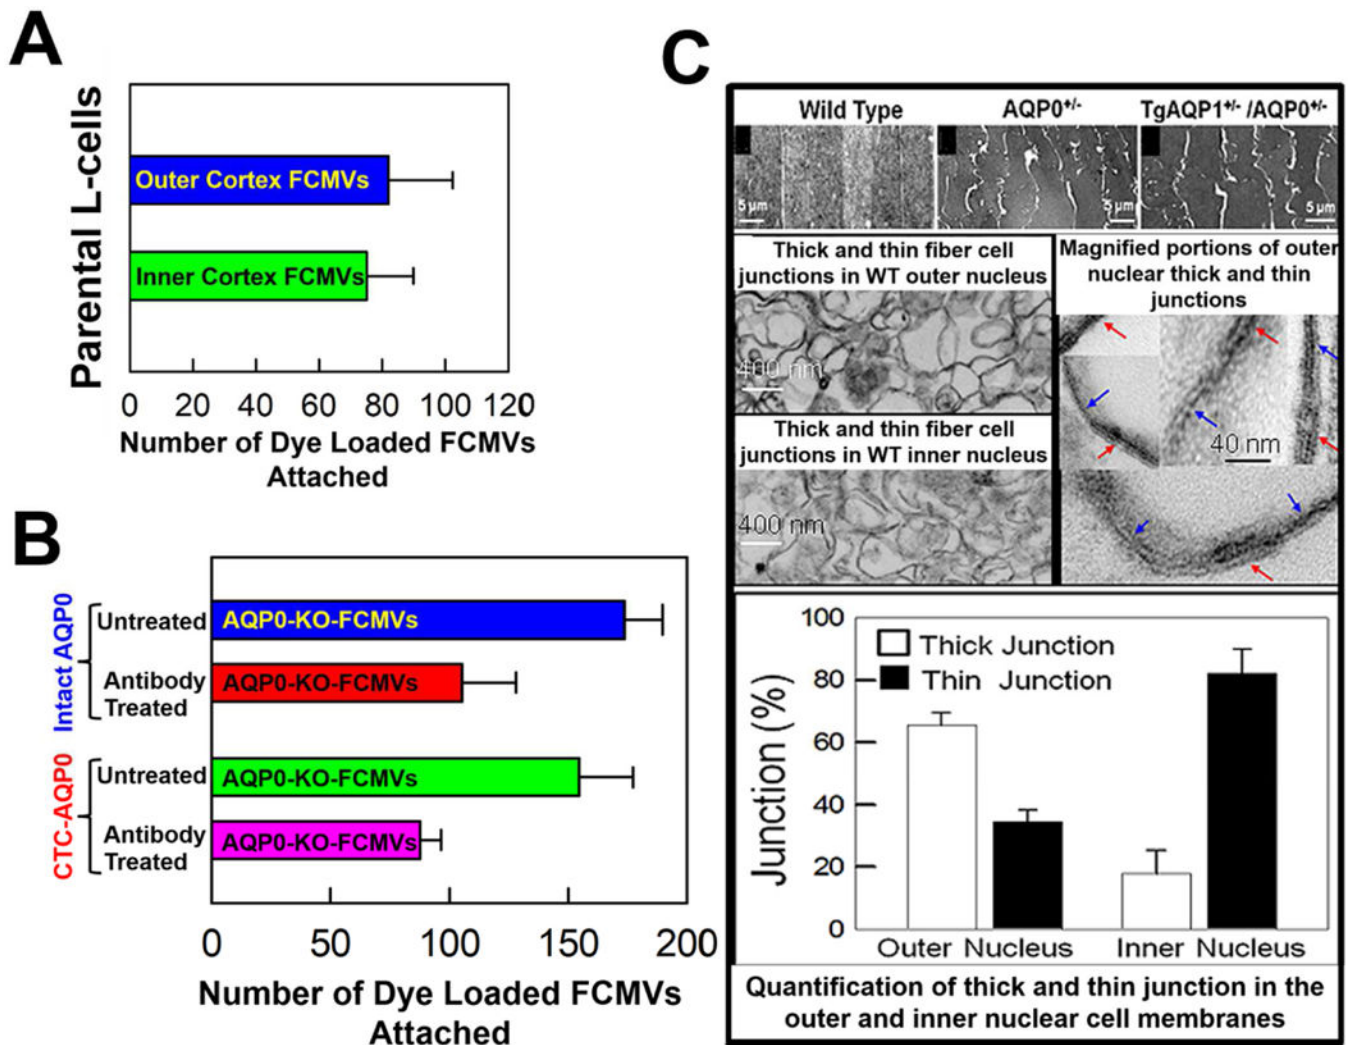 A
Parental L-cells
Outer Cortex FCMVs
Inner Cortex FCMVs
0 20 40 60 80 100 120
Number of Dye Loaded FCMVs
Attached
B
Intact AQP0
Untreated
AQP0-KO-FCMVs
Antibody
Treated
AQP0-KO-FCMVs
CTC-AQP0
Untreated
AQP0-KO-FCMVs
Antibody
Treated
AQP0-KO-FCMVs
0 50 100 150 200
Number of Dye Loaded FCMVs
Attached
C
Wild Type
AQP0+/-
TgAQP1+/- /AQP0+/-
5 µm
5 µm
5 µm
Thick and thin fiber cell
junctions in WT outer nucleus
400 nm
Thick and thin fiber cell
junctions in WT inner nucleus
400 nm
Magnified portions of outer
nuclear thick and thin
junctions
40 nm
Junction (%)
100
80
60
40
20
0
Thick Junction
Thin Junction
Outer Nucleus
Inner Nucleus
Quantification of thick and thin junction in the
outer and inner nuclear cell membranes